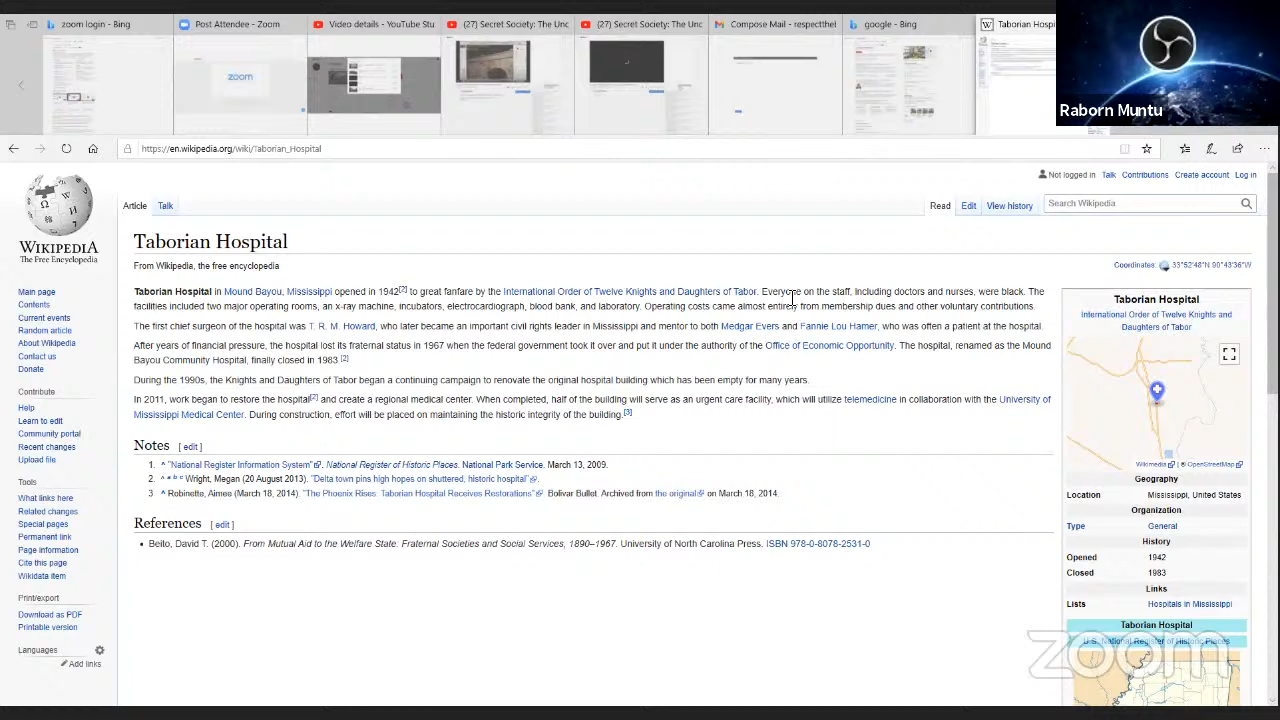 zoom login - Bing
Post Attendee - Zoom
Video details - YouTube Stu
(27) Secret Society: The Unc
(27) Secret Society: The Unc
Compose Mail - respectthef
google - Bing
Taborian Hospi
zoom
Raborn Muntu
https://en.wikipedia.org/wiki/Taborian_Hospital
Not logged in Talk Contributions Create account Log in
Article Talk
Read Edit View history
Search Wikipedia
WIKIPEDIA
The Free Encyclopedia
Taborian Hospital
From Wikipedia, the free encyclopedia
Coordinates: 33°52′48″N 90°43′36″W
Main page
Contents
Current events
Random article
About Wikipedia
Contact us
Donate
Contribute
Help
Learn to edit
Community portal
Recent changes
Upload file
Tools
What links here
Related changes
Special pages
Permanent link
Page information
Cite this page
Wikidata item
Print/export
Download as PDF
Printable version
Languages
Add links
Taborian Hospital in Mound Bayou, Mississippi opened in 1942[2] to great fanfare by the International Order of Twelve Knights and Daughters of Tabor. Everyone on the staff, including doctors and nurses, were black. The
facilities included two major operating rooms, an x-ray machine, incubators, electrocardiograph, blood bank, and laboratory. Operating costs came almost entirely from membership dues and other voluntary contributions.
The first chief surgeon of the hospital was T. R. M. Howard, who later became an important civil rights leader in Mississippi and mentor to both Medgar Evers and Fannie Lou Hamer, who was often a patient at the hospital.
After years of financial pressure, the hospital lost its fraternal status in 1967 when the federal government took it over and put it under the authority of the Office of Economic Opportunity. The hospital, renamed as the Mound
Bayou Community Hospital, finally closed in 1983.[2]
During the 1990s, the Knights and Daughters of Tabor began a continuing campaign to renovate the original hospital building which has been empty for many years.
In 2011, work began to restore the hospital[2] and create a regional medical center. When completed, half of the building will serve as an urgent care facility, which will utilize telemedicine in collaboration with the University of
Mississippi Medical Center. During construction, effort will be placed on maintaining the historic integrity of the building.[3]
Notes [ edit ]
1. ^ "National Register Information System". National Register of Historic Places. National Park Service. March 13, 2009.
2. ^ a b c Wright, Megan (20 August 2013). "Delta town pins high hopes on shuttered, historic hospital".
3. ^ Robinette, Aimee (March 18, 2014). "The Phoenix Rises: Taborian Hospital Receives Restorations". Bolivar Bullet. Archived from the original on March 18, 2014.
References [ edit ]
• Beito, David T. (2000). From Mutual Aid to the Welfare State: Fraternal Societies and Social Services, 1890–1967. University of North Carolina Press. ISBN 978-0-8078-2531-0
Taborian Hospital
International Order of Twelve Knights and
Daughters of Tabor
Wikimedia | © OpenStreetMap
Geography
Location Mississippi, United States
Organization
Type General
History
Opened 1942
Closed 1983
Links
Lists Hospitals in Mississippi
Taborian Hospital
U.S. National Register of Historic Places
zoom